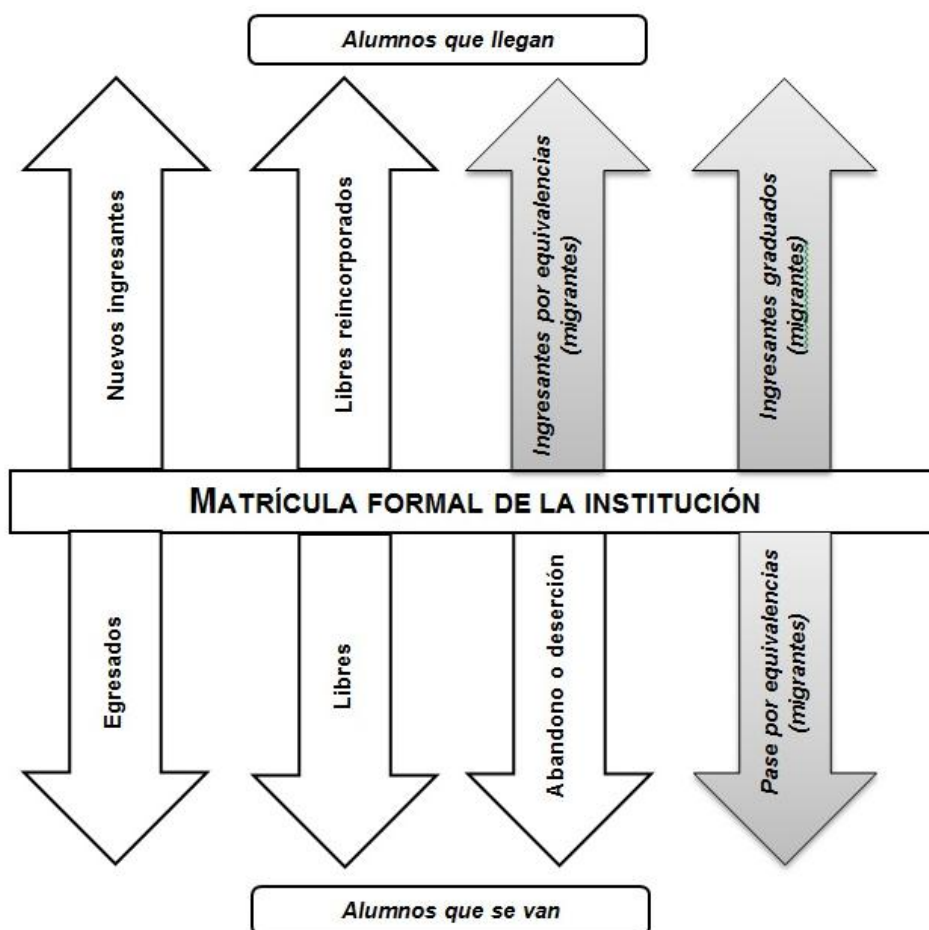 Alumnos que llegan
Nuevos ingresantes
Libres reincorporados
Ingresantes por equivalencias
(migrantes)
Ingresantes graduados
(migrantes)
MATRÍCULA FORMAL DE LA INSTITUCIÓN
Egresados
Libres
Abandono o deserción
Pase por equivalencias
(migrantes)
Alumnos que se van